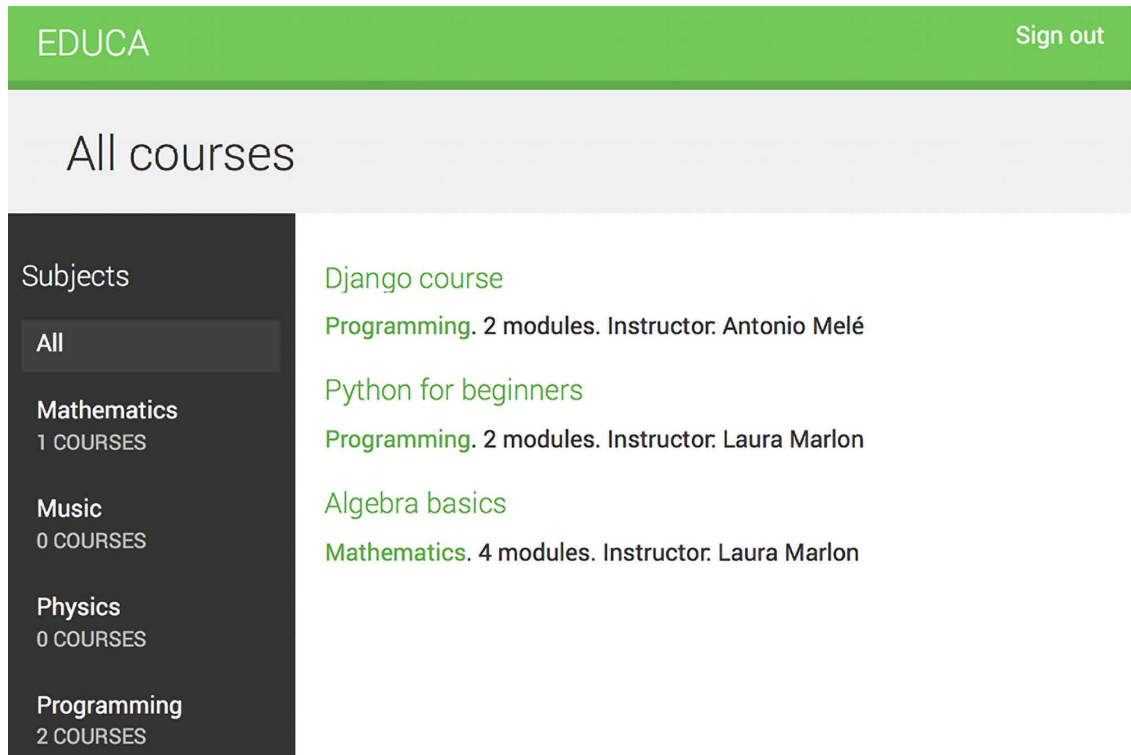 EDUCA
Sign out
All courses
Subjects
All
Mathematics
1 COURSES
Music
0 COURSES
Physics
0 COURSES
Programming
2 COURSES
Django course
Programming. 2 modules. Instructor: Antonio Melé
Python for beginners
Programming. 2 modules. Instructor: Laura Marlon
Algebra basics
Mathematics. 4 modules. Instructor: Laura Marlon